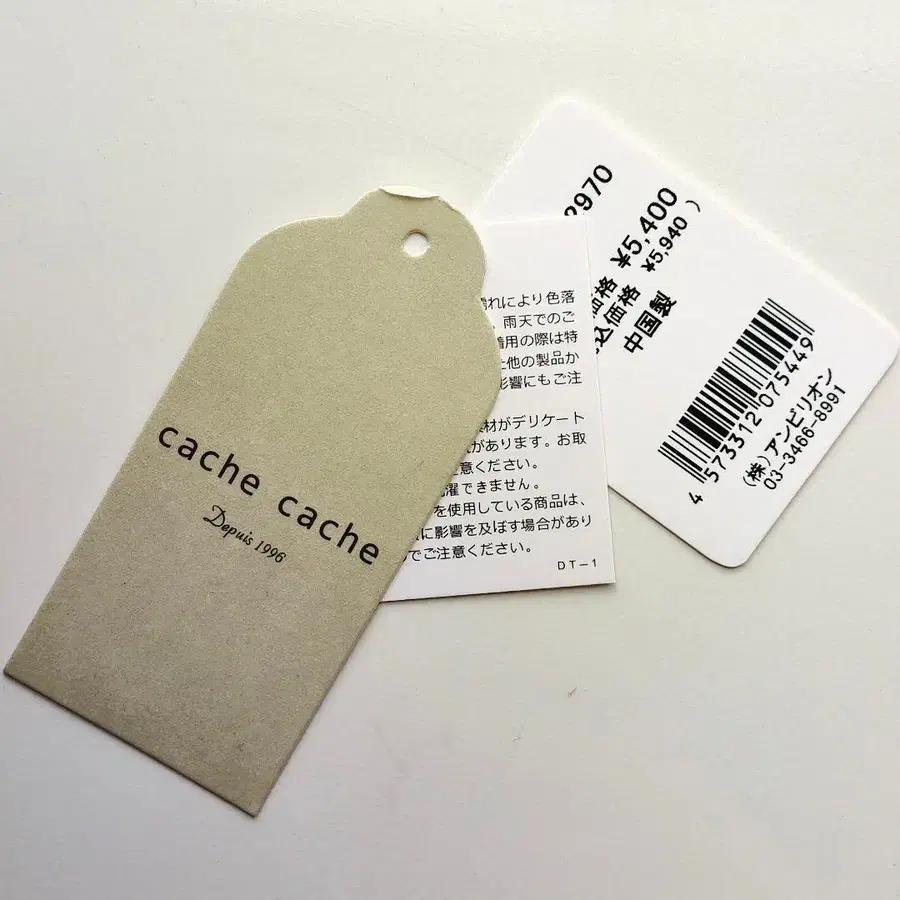 cache cache
Depuis 1996
濡れにより色落
、雨天でのご
着用の際は特
た他の製品か
影響にもご注
素材がデリケート
があります。お取
注意ください。
洗濯できません。
を使用している商品は、
に影響を及ぼす場合があり
でご注意ください。
DT-1
2970
価格 ¥5,400
込価格 ¥5,940 )
中国製
4 573312 075449
(株)アンビリオン
03-3466-8991